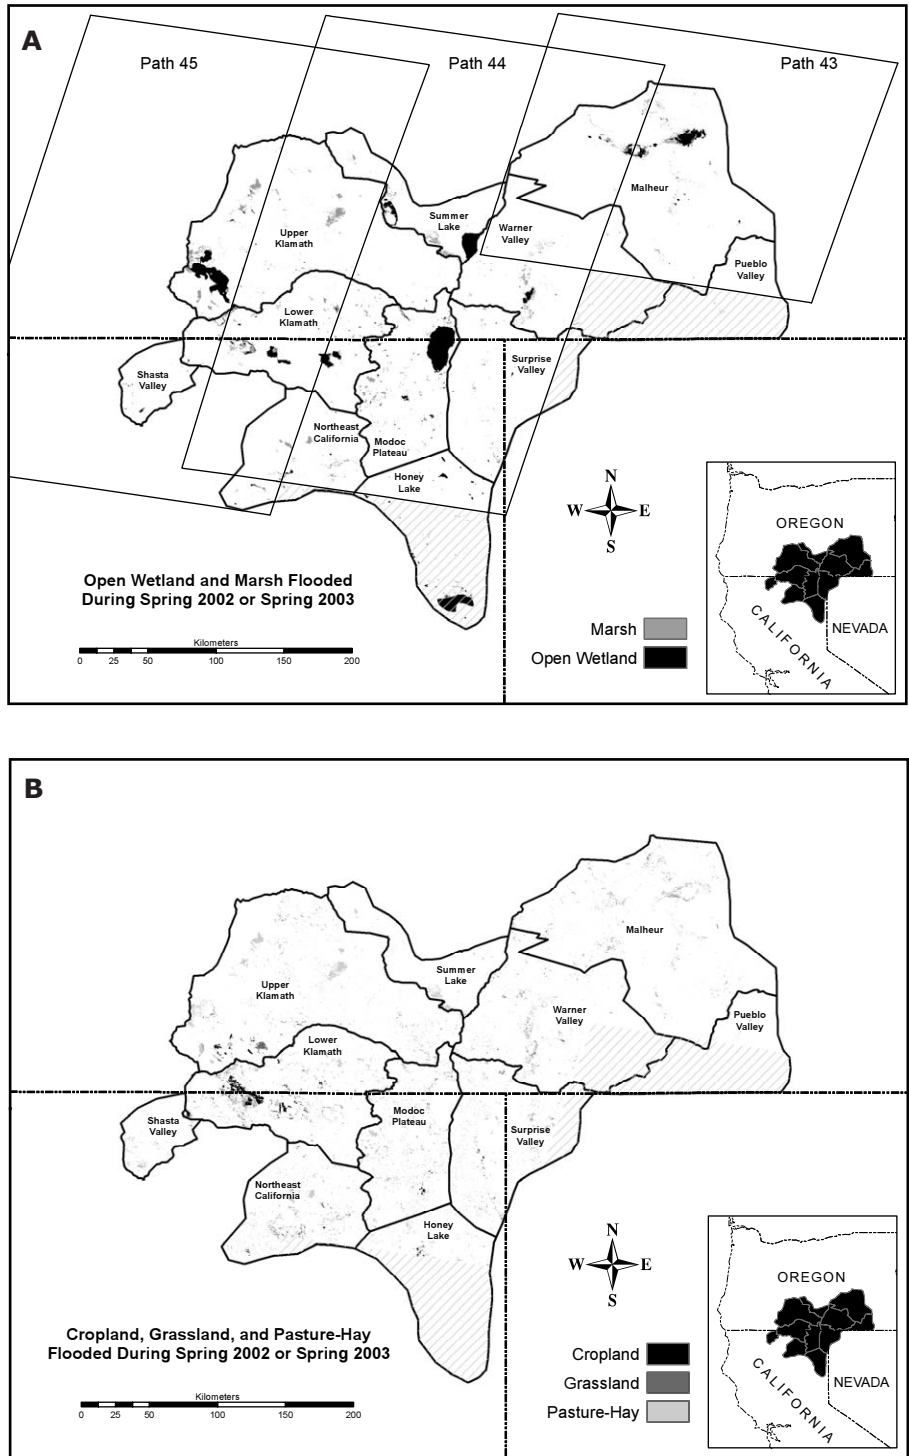 A
Path 45
Path 44
Path 43
Malheur
Summer
Lake
Warner
Valley
Upper
Klamath
Pueblo
Valley
Lower
Klamath
Shasta
Valley
Surprise
Valley
Northeast
California
Modoc
Plateau
Honey
Lake
N
W E
S
Open Wetland and Marsh Flooded
During Spring 2002 or Spring 2003
Kilometers
0 25 50 100 150 200
Marsh
Open Wetland
OREGON
CALIFORNIA
NEVADA
B
Malheur
Summer
Lake
Upper
Klamath
Warner
Valley
Pueblo
Valley
Lower
Klamath
Modoc
Plateau
Shasta
Valley
Surprise
Valley
Northeast
California
Honey
Lake
N
W E
S
Cropland, Grassland, and Pasture-Hay
Flooded During Spring 2002 or Spring 2003
Kilometers
0 25 50 100 150 200
Cropland
Grassland
Pasture-Hay
OREGON
CALIFORNIA
NEVADA